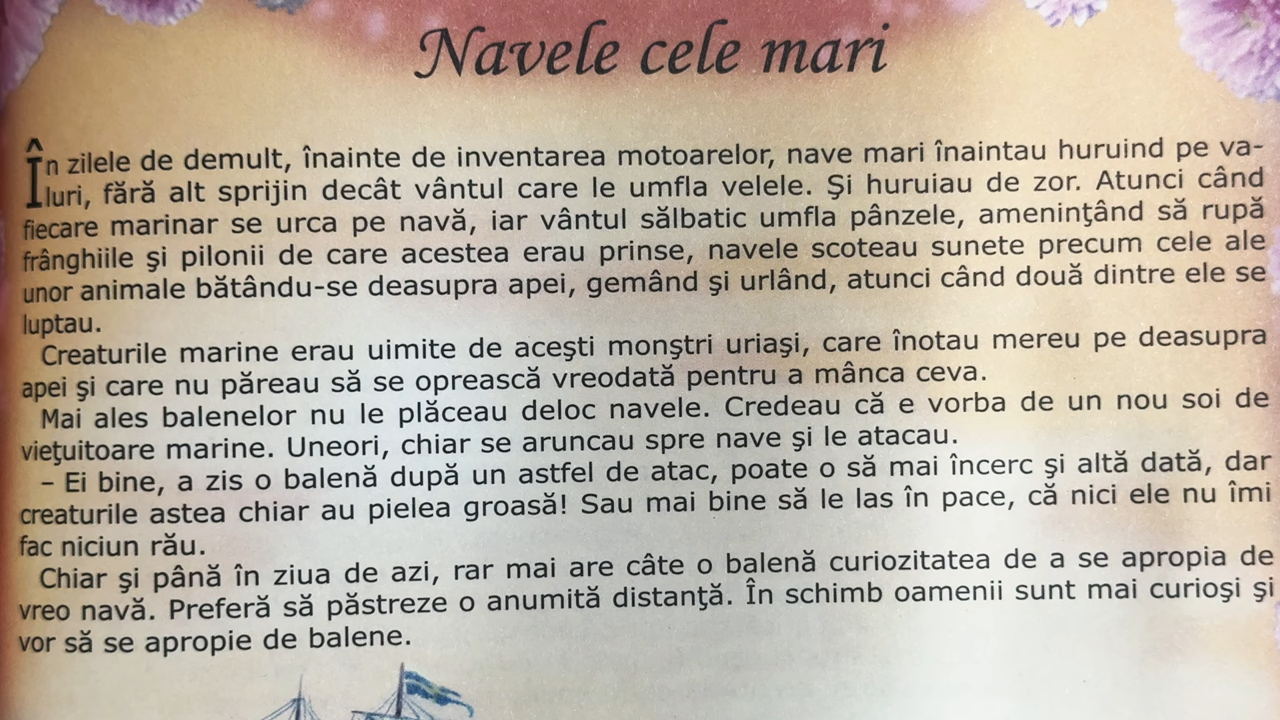 Navele cele mari
În zilele de demult, înainte de inventarea motoarelor, nave mari înaintau huruind pe va-
luri, fără alt sprijin decât vântul care le umfla velele. Şi huruiau de zor. Atunci când
fiecare marinar se urca pe navă, iar vântul sălbatic umfla pânzele, ameninţând să rupă
frânghiile şi pilonii de care acestea erau prinse, navele scoteau sunete precum cele ale
unor animale bătându-se deasupra apei, gemând şi urlând, atunci când două dintre ele se
luptau.
Creaturile marine erau uimite de aceşti monştri uriaşi, care înotau mereu pe deasupra
apei şi care nu păreau să se oprească vreodată pentru a mânca ceva.
Mai ales balenelor nu le plăceau deloc navele. Credeau că e vorba de un nou soi de
vieţuitoare marine. Uneori, chiar se aruncau spre nave şi le atacau.
– Ei bine, a zis o balenă după un astfel de atac, poate o să mai încerc şi altă dată, dar
creaturile astea chiar au pielea groasă! Sau mai bine să le las în pace, că nici ele nu îmi
fac niciun rău.
Chiar şi până în ziua de azi, rar mai are câte o balenă curiozitatea de a se apropia de
vreo navă. Preferă să păstreze o anumită distanţă. În schimb oamenii sunt mai curioşi şi
vor să se apropie de balene.